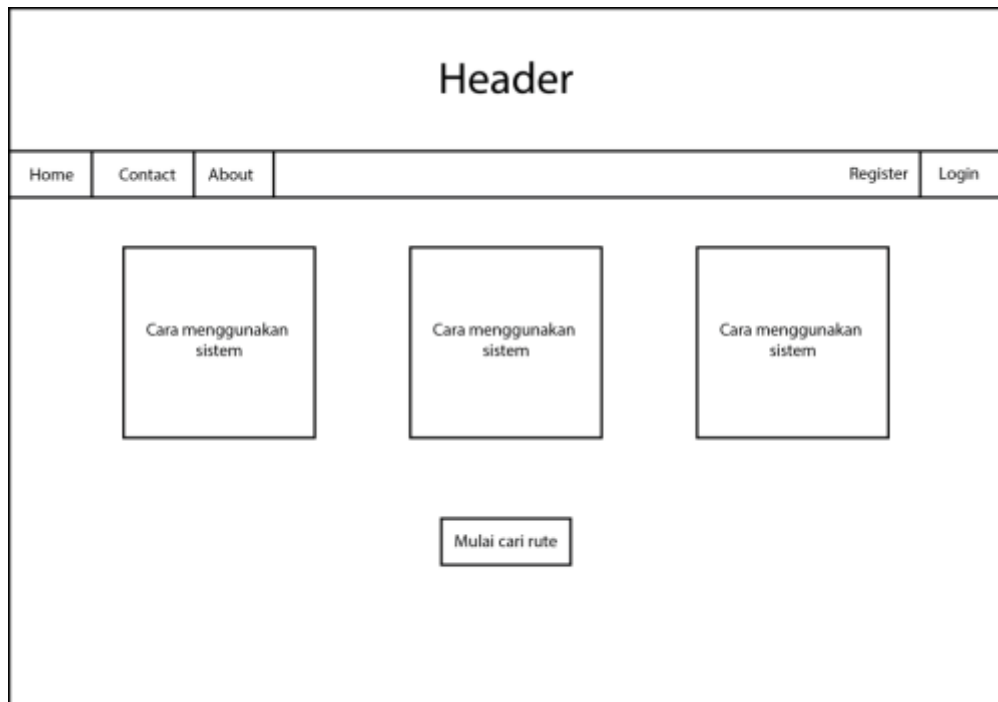 Header
Home Contact About Register Login
Cara menggunakan Cara menggunakan Cara menggunakan
sistem sistem sistem
Mulai cari rute